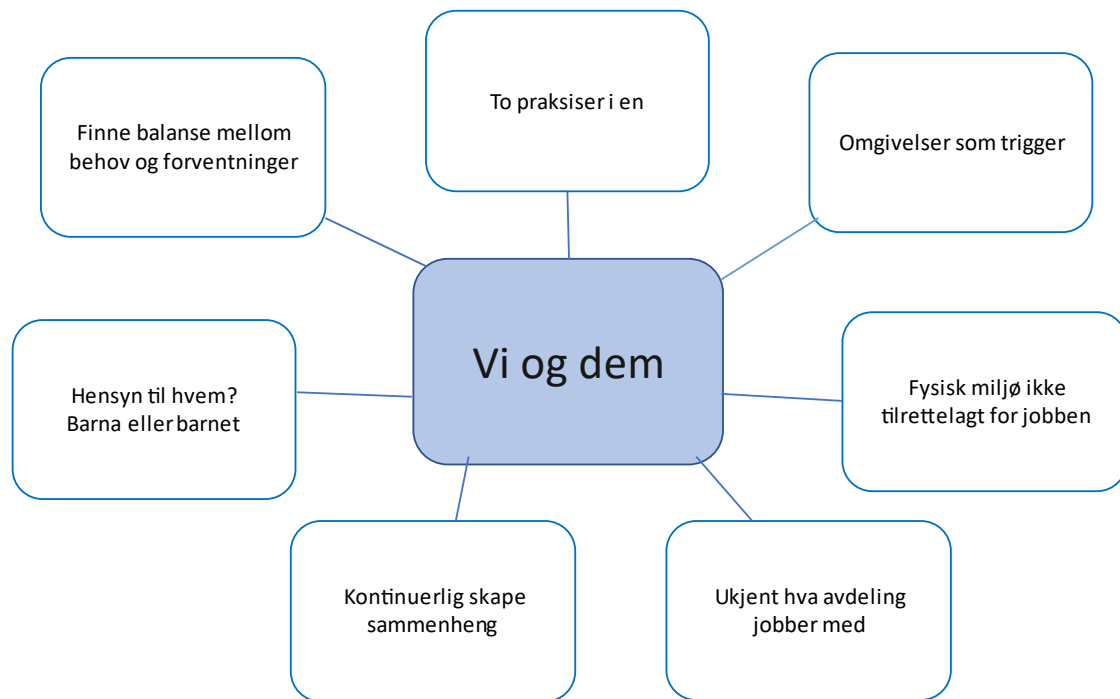 To praksiser i en
Finne balanse mellom
behov og forventninger
Omgivelser som trigger
Vi og dem
Hensyn til hvem?
Barna eller barnet
Fysisk miljø ikke
tilrettelagt for jobben
Kontinuerlig skape
sammenheng
Ukjent hva avdeling
jobber med